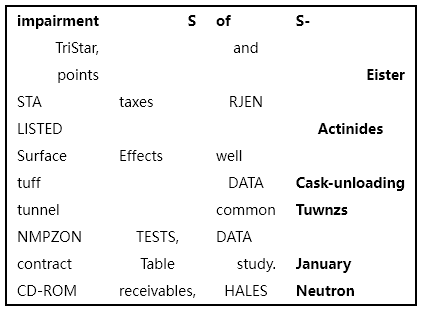 impairment S of S-
TriStar, and
points Eister
STA taxes RJEN
LISTED Actinides
Surface Effects well
tuff DATA Cask-unloading
tunnel common Tuwnzs
NMPZON TESTS, DATA
contract Table study. January
CD-ROM receivables, HALES Neutron